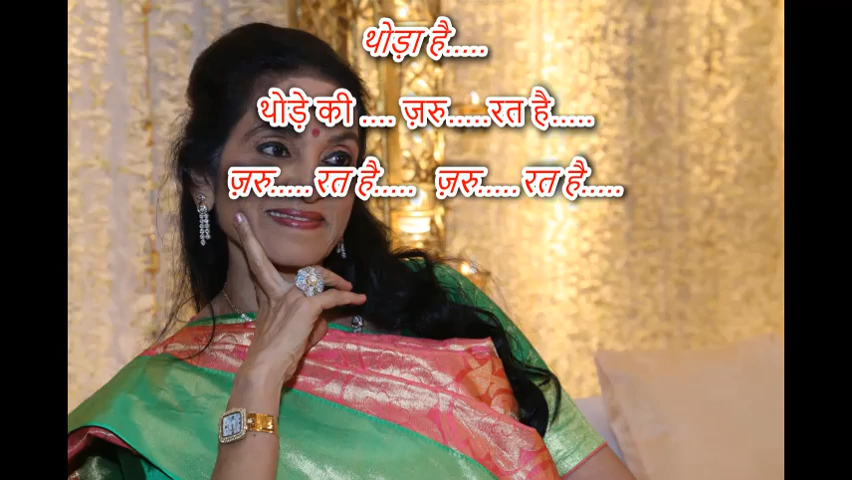 थोड़ा है.....
थोड़े की .... ज़रु.....रत है.....
ज़रु.....रत है..... ज़रु.....रत है.....